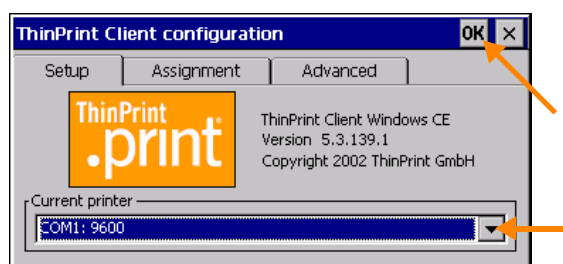 ThinPrint Client configuration OK ×
Setup Assignment Advanced
ThinPrint
.print
ThinPrint Client Windows CE
Version 5.3.139.1
Copyright 2002 ThinPrint GmbH
Current printer
COM1: 9600